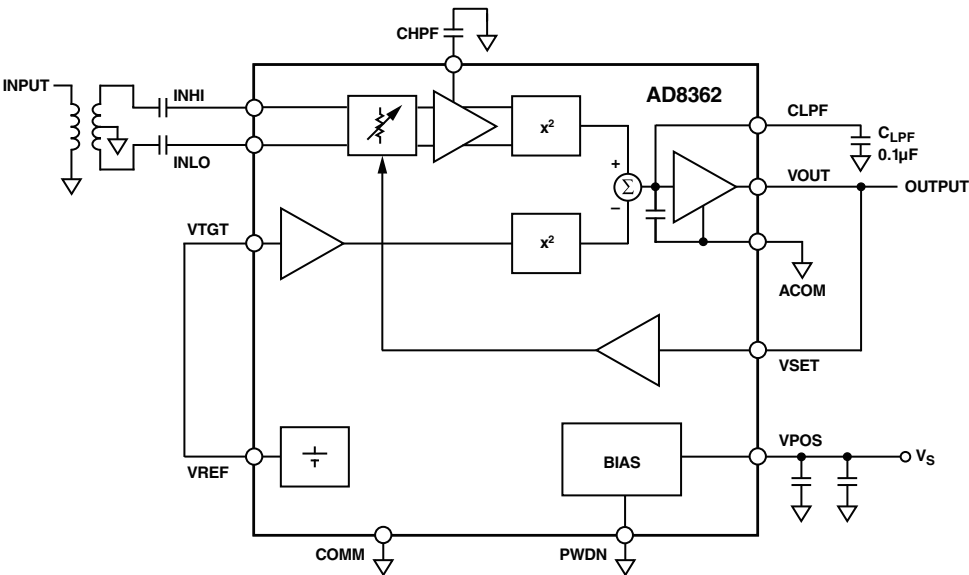 CHPF
INPUT
INHI
AD8362
x²
CLPF
C_LPF
0.1µF
INLO
+
Σ
VOUT
OUTPUT
–
VTGT
x²
ACOM
VSET
VPOS
BIAS
V_S
VREF
COMM
PWDN